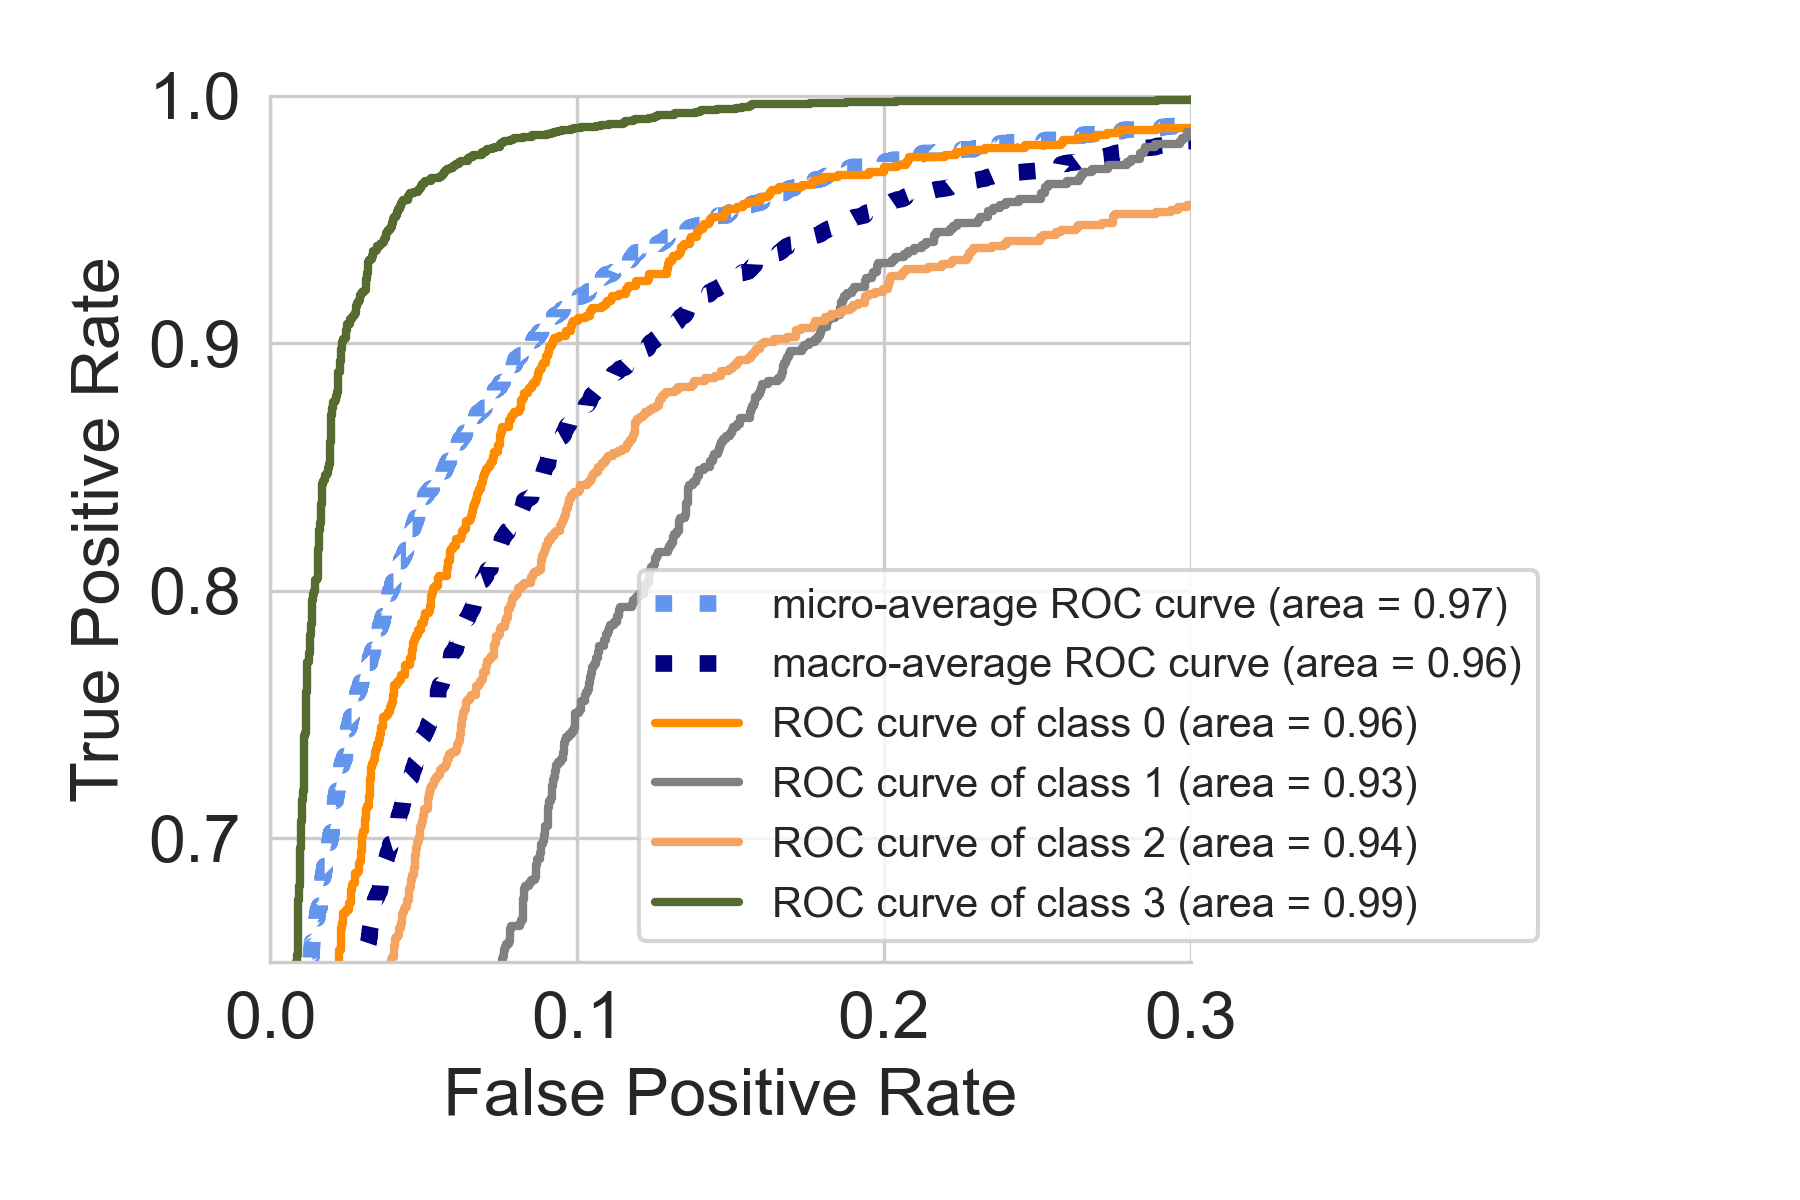 1.0
0.9
0.8
0.7
True Positive Rate
0.0 0.1 0.2 0.3
False Positive Rate
micro-average ROC curve (area = 0.97)
macro-average ROC curve (area = 0.96)
ROC curve of class 0 (area = 0.96)
ROC curve of class 1 (area = 0.93)
ROC curve of class 2 (area = 0.94)
ROC curve of class 3 (area = 0.99)